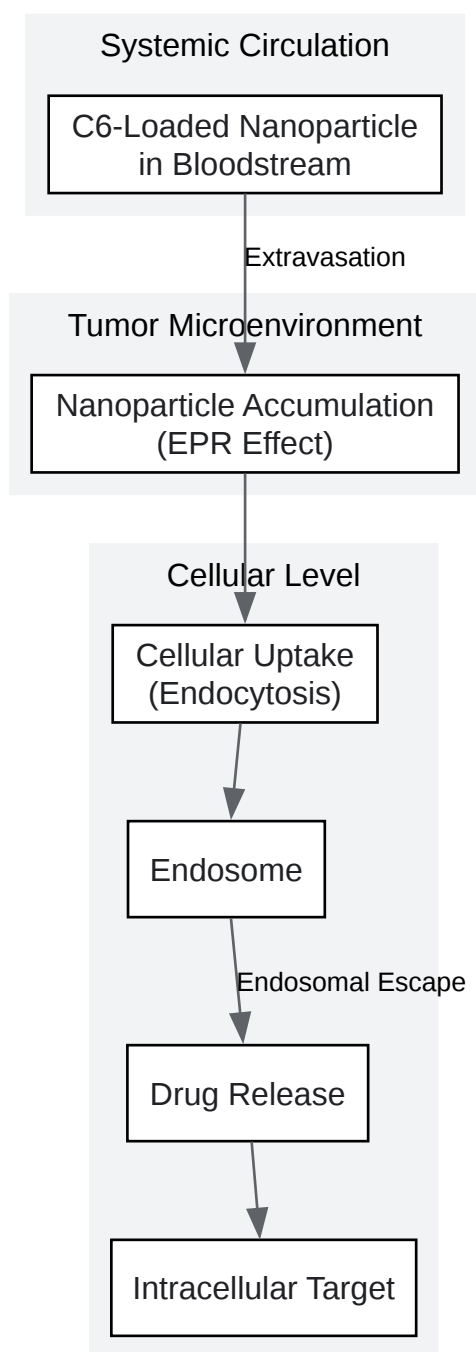 Systemic Circulation
C6-Loaded Nanoparticle
in Bloodstream
Extravasation
Tumor Microenvironment
Nanoparticle Accumulation
(EPR Effect)
Cellular Level
Cellular Uptake
(Endocytosis)
Endosome
Endosomal Escape
Drug Release
Intracellular Target